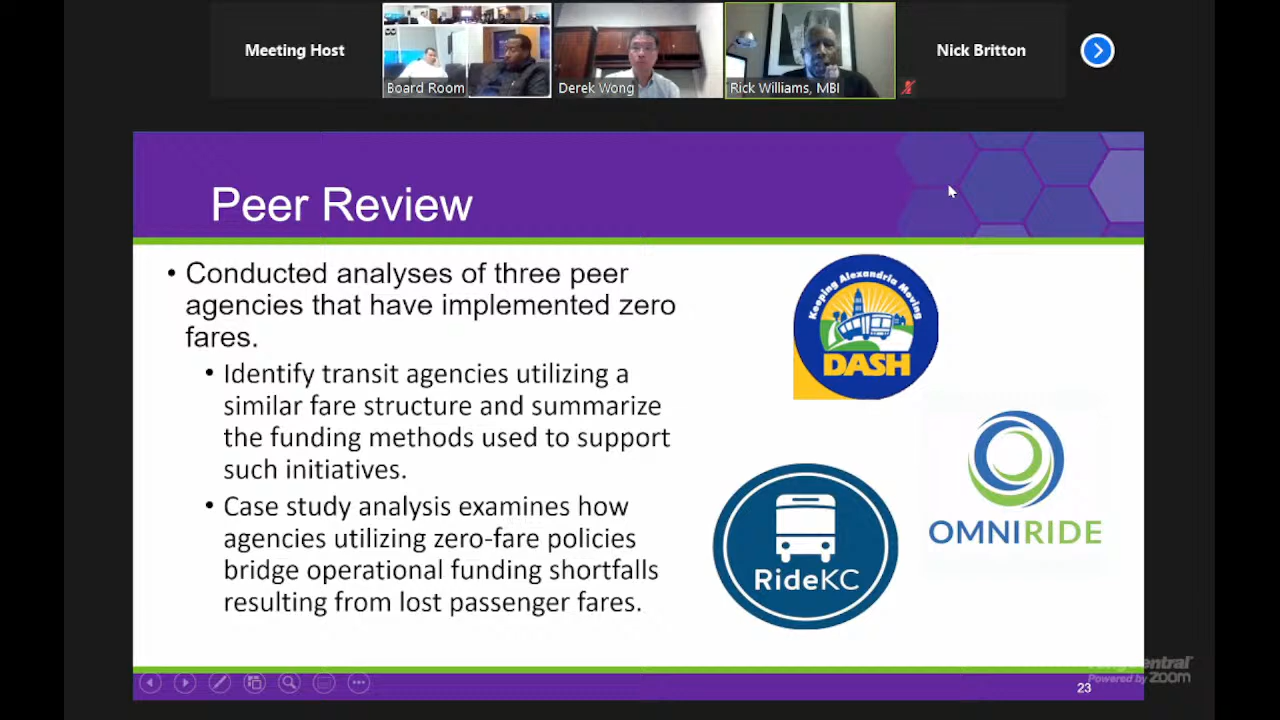 Meeting Host
Board Room
Derek Wong
Rick Williams, MBI
Nick Britton
Peer Review
• Conducted analyses of three peer
agencies that have implemented zero
fares.
• Identify transit agencies utilizing a
similar fare structure and summarize
the funding methods used to support
such initiatives.
• Case study analysis examines how
agencies utilizing zero-fare policies
bridge operational funding shortfalls
resulting from lost passenger fares.
Keeping Alexandria Moving
DASH
OMNIRIDE
RideKC
Powered by zoom
23